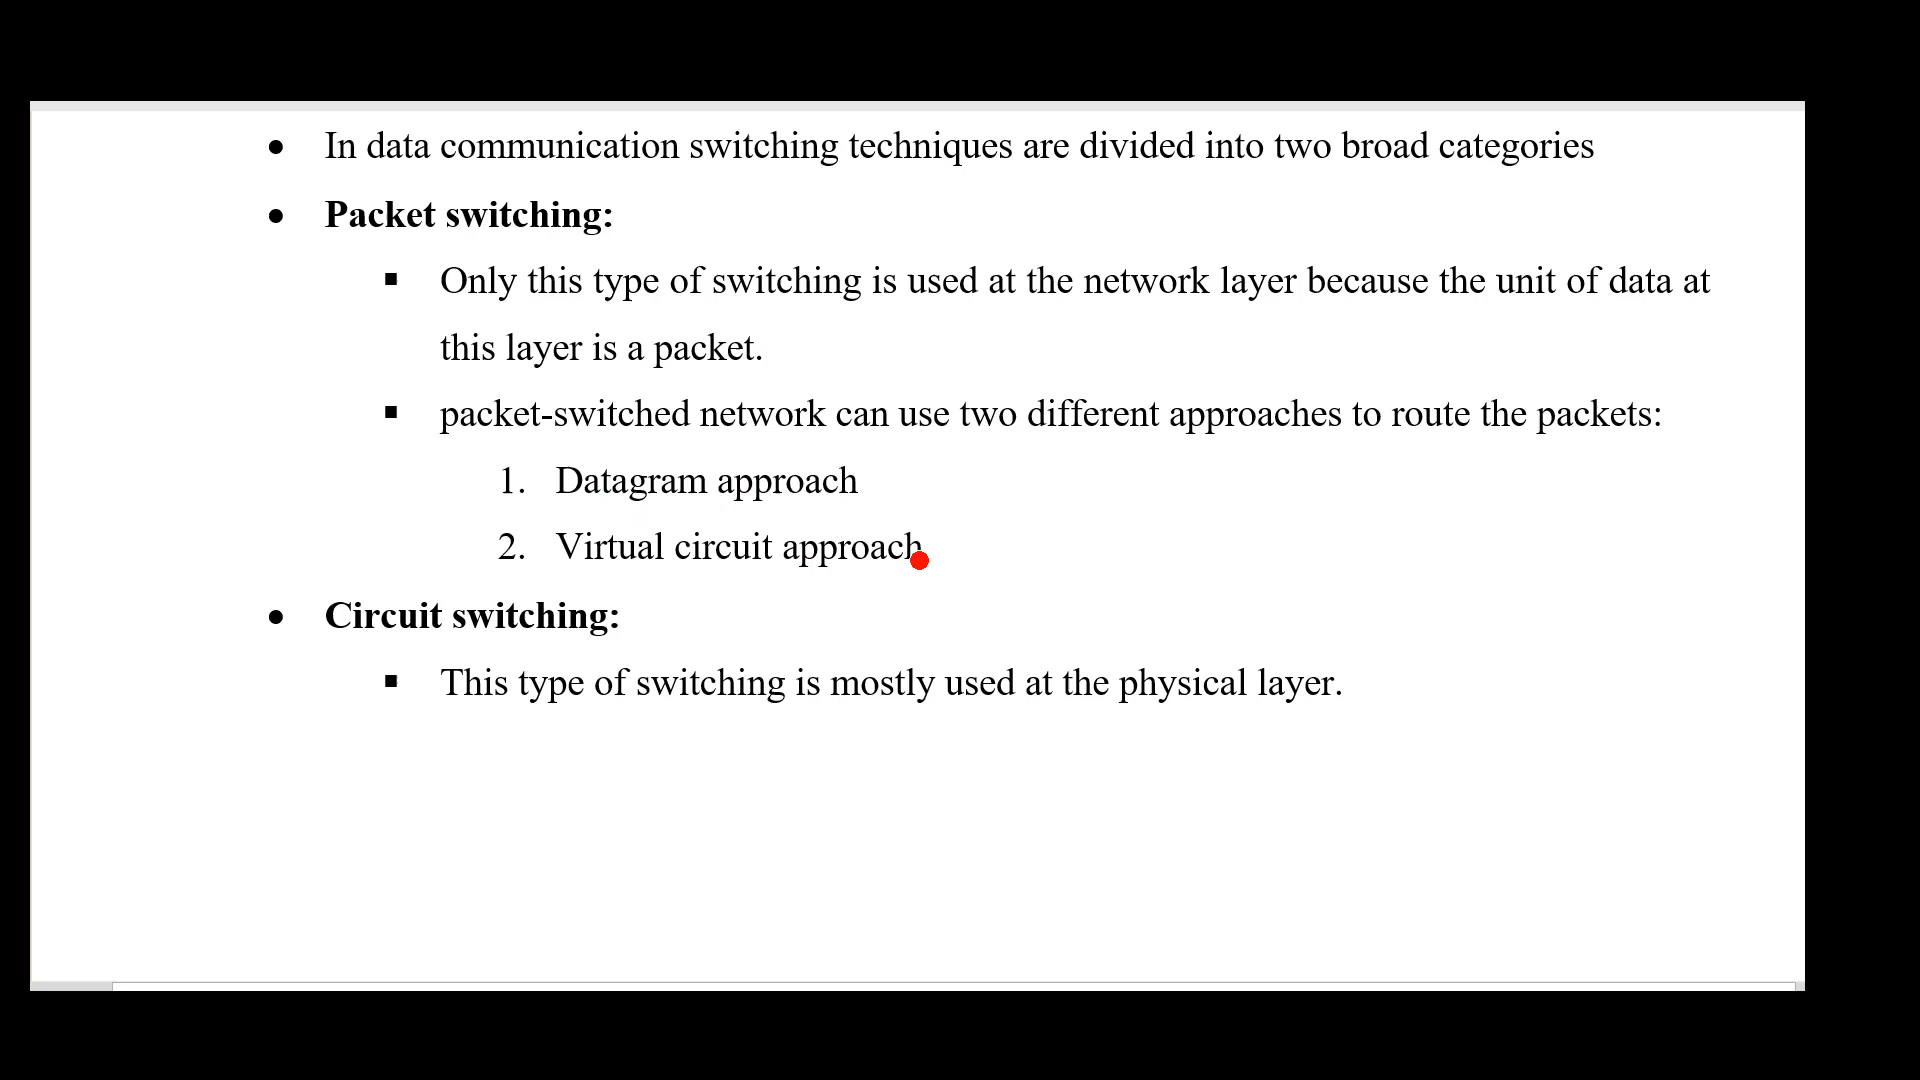 • In data communication switching techniques are divided into two broad categories
• Packet switching:
▪ Only this type of switching is used at the network layer because the unit of data at
this layer is a packet.
▪ packet-switched network can use two different approaches to route the packets:
1. Datagram approach
2. Virtual circuit approach
• Circuit switching:
▪ This type of switching is mostly used at the physical layer.